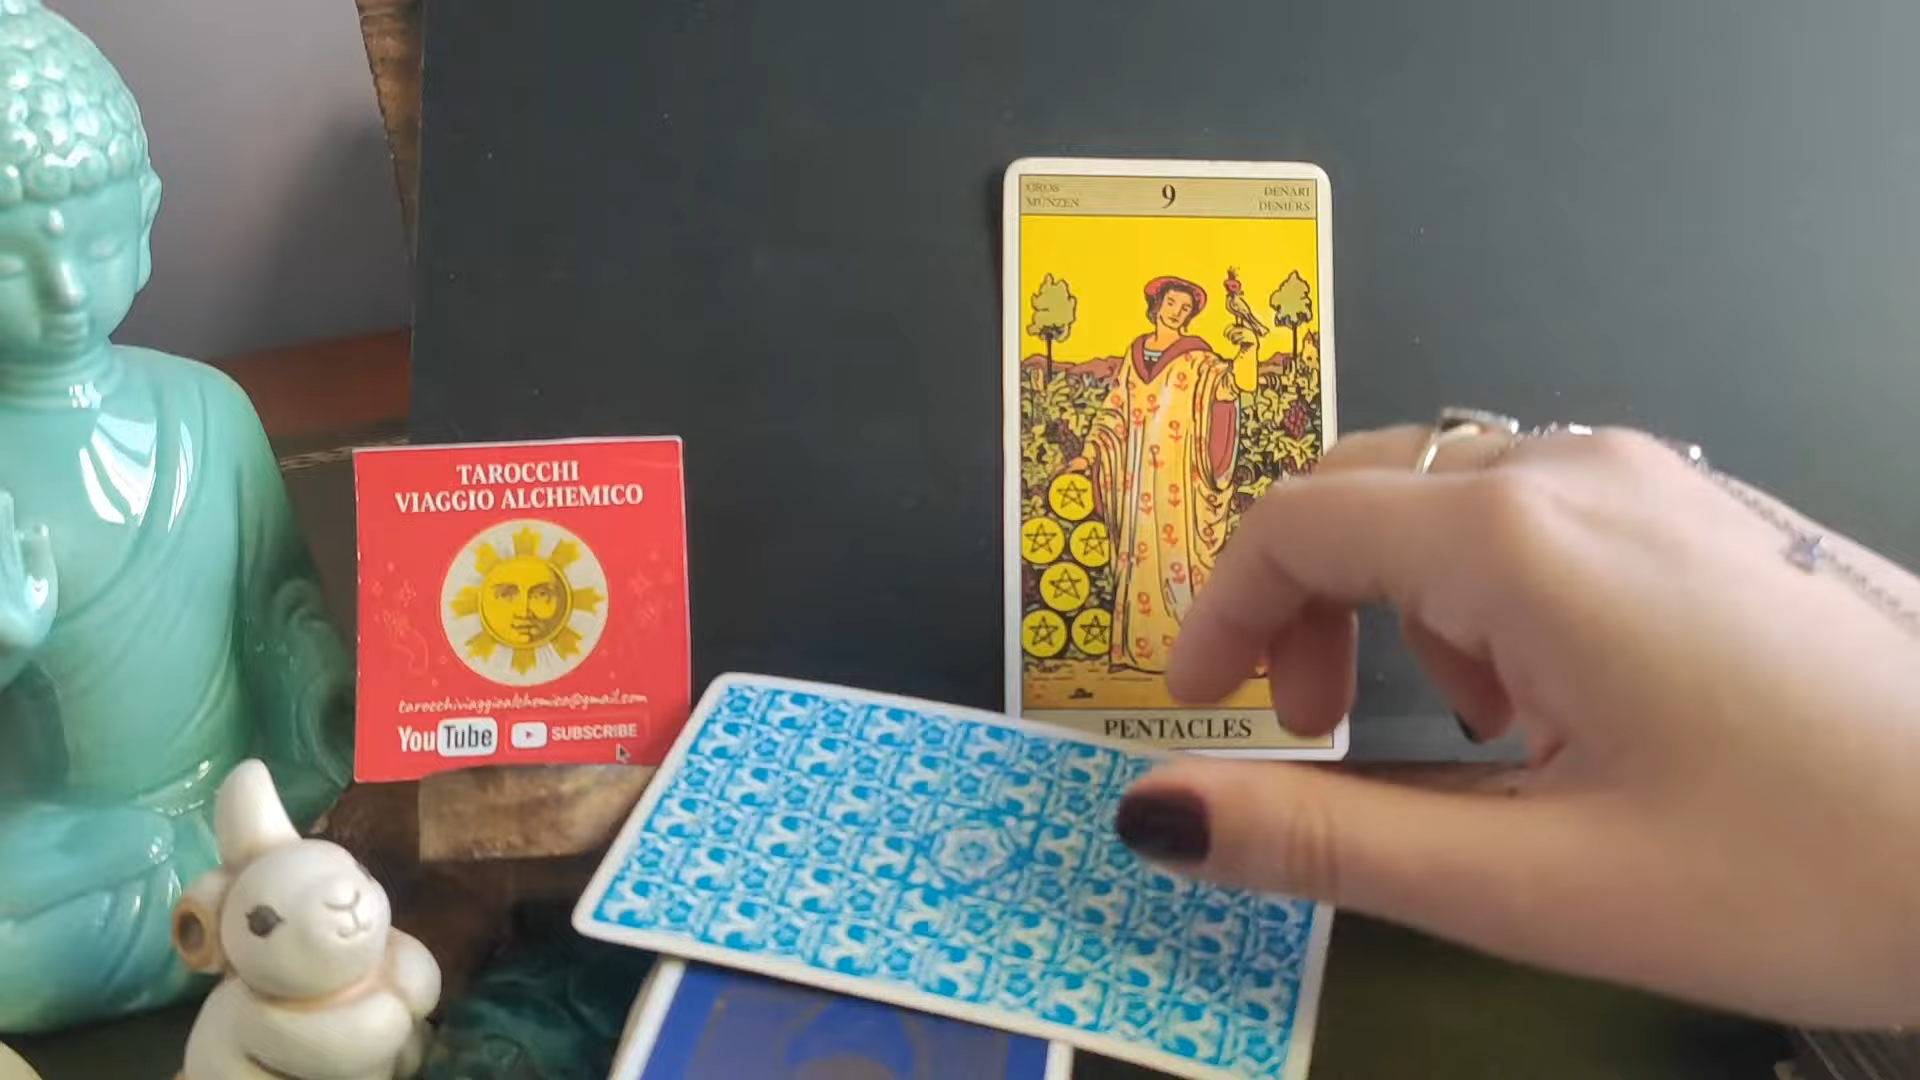 TAROCCHI
VIAGGIO ALCHEMICO
tarocchiviaggioalchemico@gmail.com
YouTube SUBSCRIBE
OROS 9 DENARI
MÜNZEN DENIERS
PENTACLES